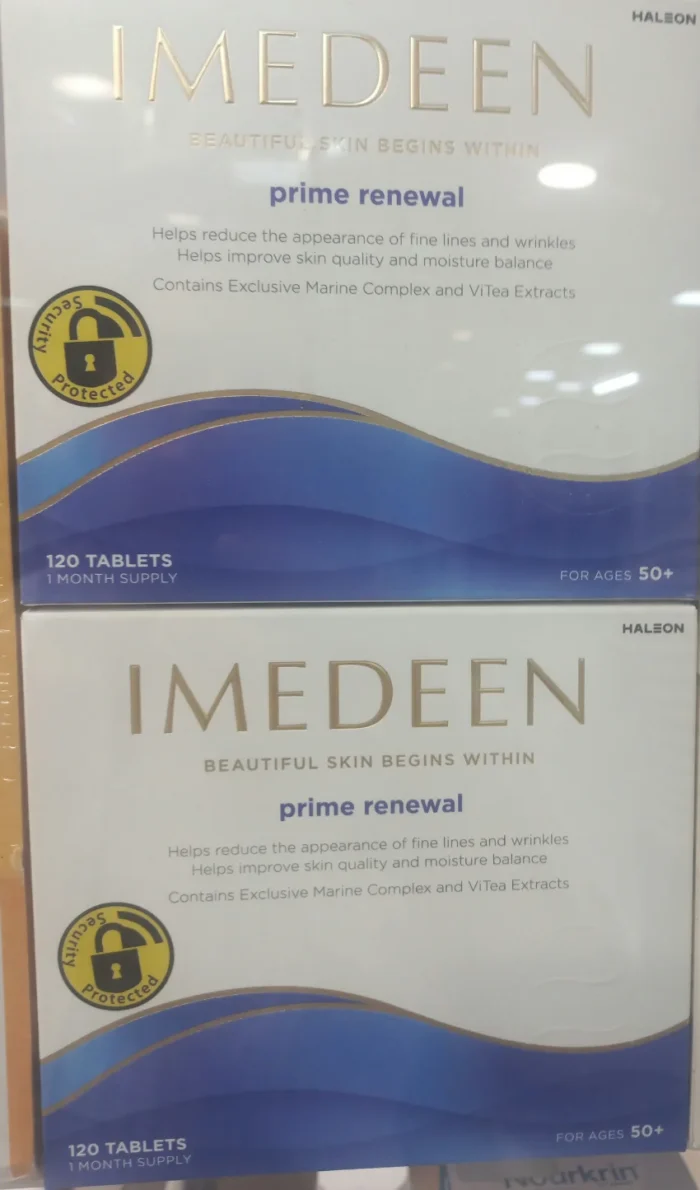 HALEON
IMEDEEN
BEAUTIFUL SKIN BEGINS WITHIN
prime renewal
Helps reduce the appearance of fine lines and wrinkles
Helps improve skin quality and moisture balance
Contains Exclusive Marine Complex and ViTea Extracts
Security
Protected
120 TABLETS
1 MONTH SUPPLY
FOR AGES 50+
HALEON
IMEDEEN
BEAUTIFUL SKIN BEGINS WITHIN
prime renewal
Helps reduce the appearance of fine lines and wrinkles
Helps improve skin quality and moisture balance
Contains Exclusive Marine Complex and ViTea Extracts
Security
Protected
120 TABLETS
1 MONTH SUPPLY
FOR AGES 50+